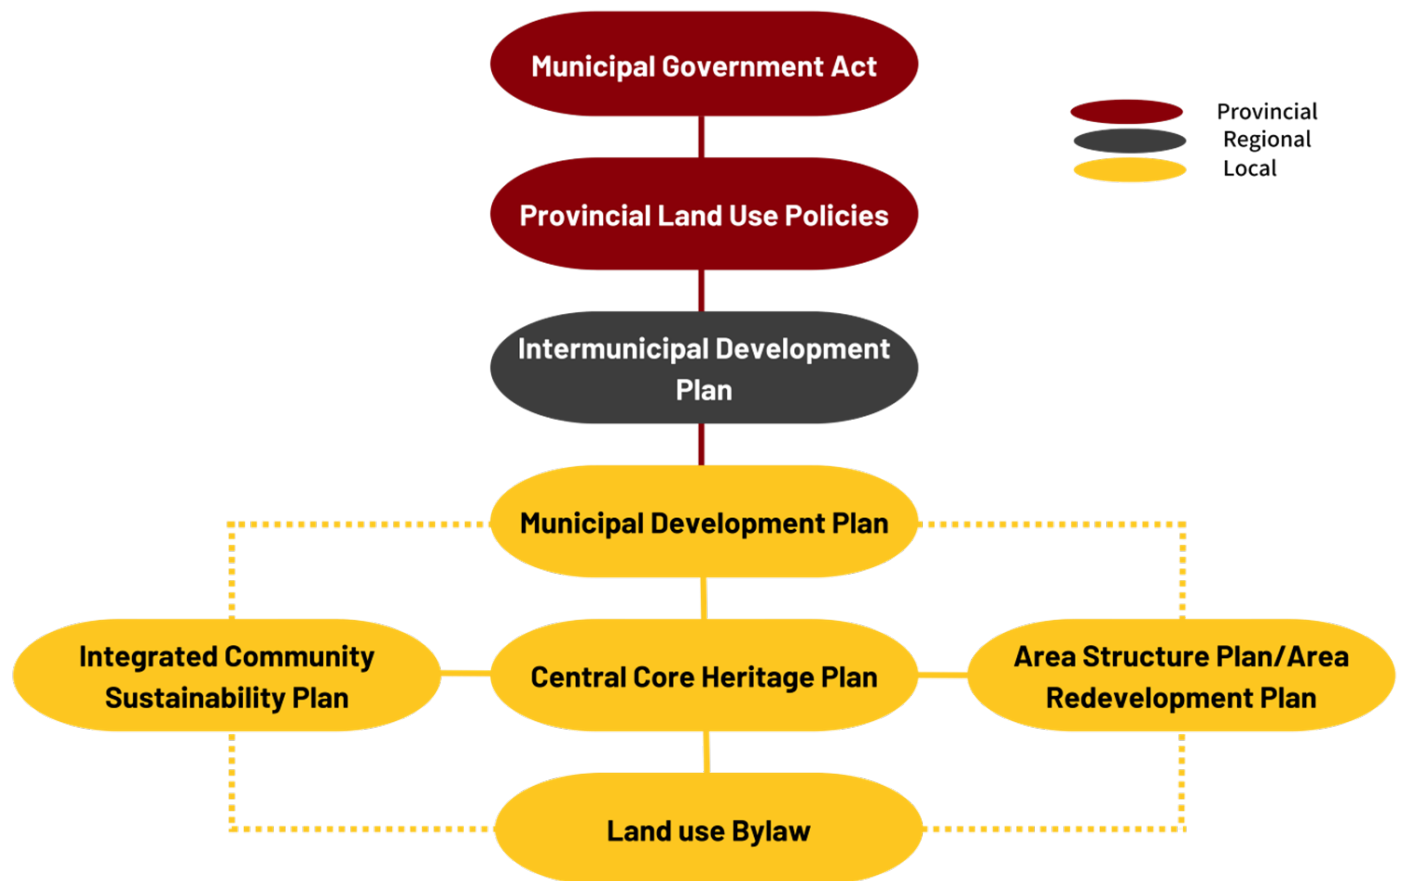 Municipal Government Act
Provincial
Regional
Local
Provincial Land Use Policies
Intermunicipal Development
Plan
Municipal Development Plan
Integrated Community
Sustainability Plan
Central Core Heritage Plan
Area Structure Plan/Area
Redevelopment Plan
Land use Bylaw